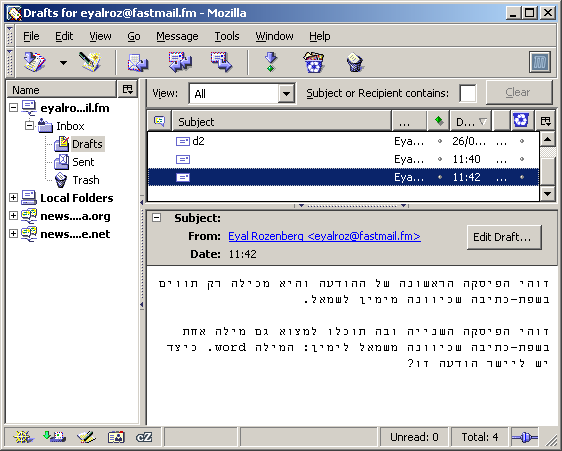 Drafts for eyalroz@fastmail.fm - Mozilla
File Edit View Go Message Tools Window Help
Name
View: All Subject or Recipient contains: Clear
eyalro...il.fm
Inbox
Drafts
Sent
Trash
Local Folders
news....a.org
news....e.net
Subject ... D... 
d2 Eya... 26/0... ...
Eya... 11:40 ...
Eya... 11:42 ...
Subject:
From: Eyal Rozenberg <eyalroz@fastmail.fm>
Date: 11:42
Edit Draft...
זוהי הפיסקה הראשונה של ההודעה והיא מכילה רק תווים
בשפת-כתיבה שכיוונה מימין לשמאל.
זוהי הפיסקה השנייה ובה תוכלו למצוא גם מילה אחת
בשפת-כתיבה שכיוונה משמאל לימין: המילה word. כיצד
יש ליישר הודעה זו?
Unread: 0 Total: 4